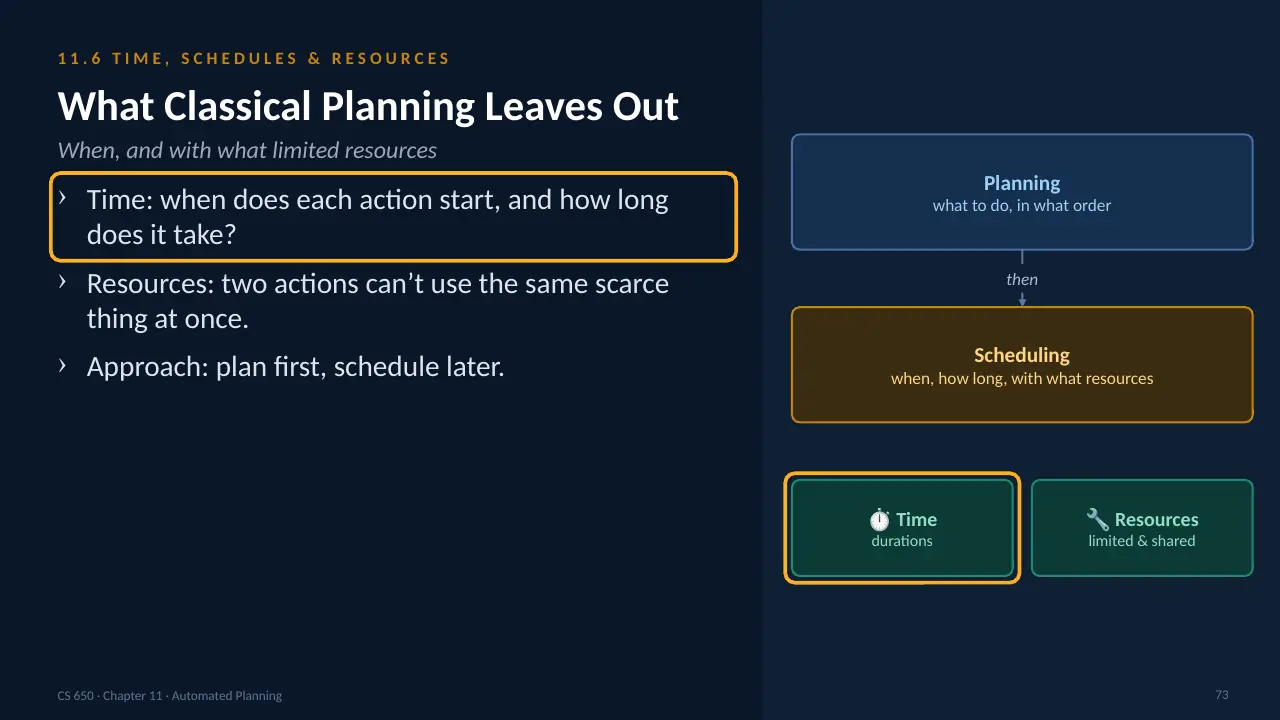 11.6 TIME, SCHEDULES & RESOURCES
What Classical Planning Leaves Out
When, and with what limited resources
› Time: when does each action start, and how long
does it take?
› Resources: two actions can’t use the same scarce
thing at once.
› Approach: plan first, schedule later.
Planning
what to do, in what order
then
Scheduling
when, how long, with what resources
⏱️ Time
durations
🔧 Resources
limited & shared
CS 650 · Chapter 11 · Automated Planning
73